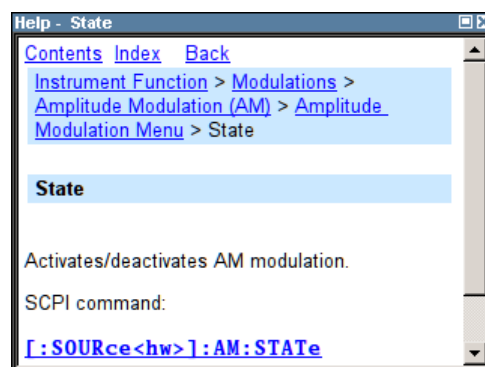 Help - State
Contents Index Back
Instrument Function > Modulations >
Amplitude Modulation (AM) > Amplitude
Modulation Menu > State
State
Activates/deactivates AM modulation.
SCPI command:
[:SOURce<hw>]:AM:STATe